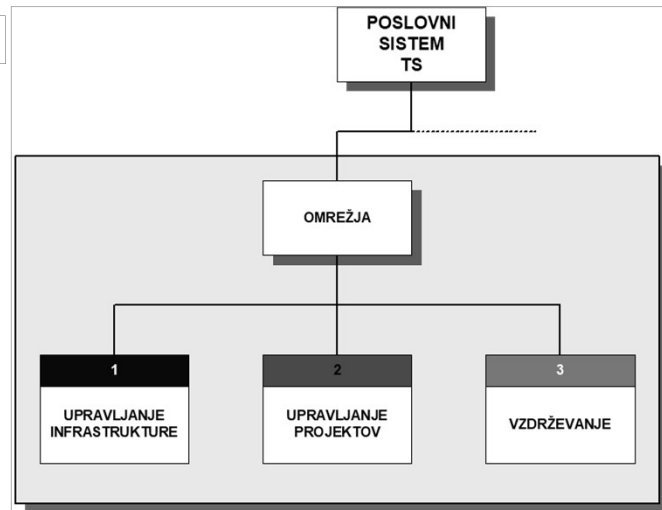 POSLOVNI
SISTEM
TS
OMREŽJA
1
UPRAVLJANJE
INFRASTRUKTURE
2
UPRAVLJANJE
PROJEKTOV
3
VZDRŽEVANJE